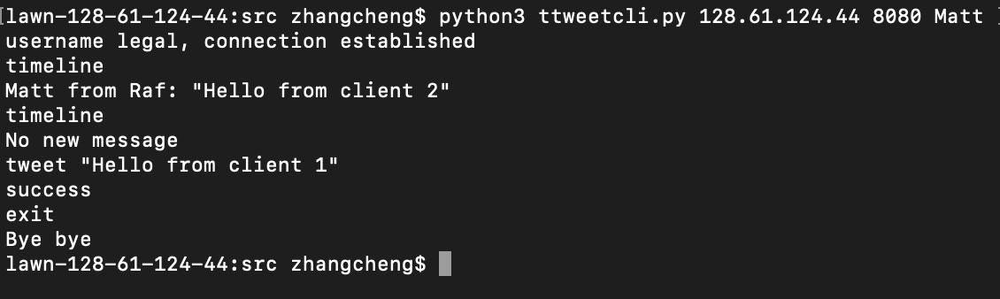 [lawn-128-61-124-44:src zhangcheng$ python3 ttweetcli.py 128.61.124.44 8080 Matt ]
username legal, connection established
timeline
Matt from Raf: "Hello from client 2"
timeline
No new message
tweet "Hello from client 1"
success
exit
Bye bye
lawn-128-61-124-44:src zhangcheng$